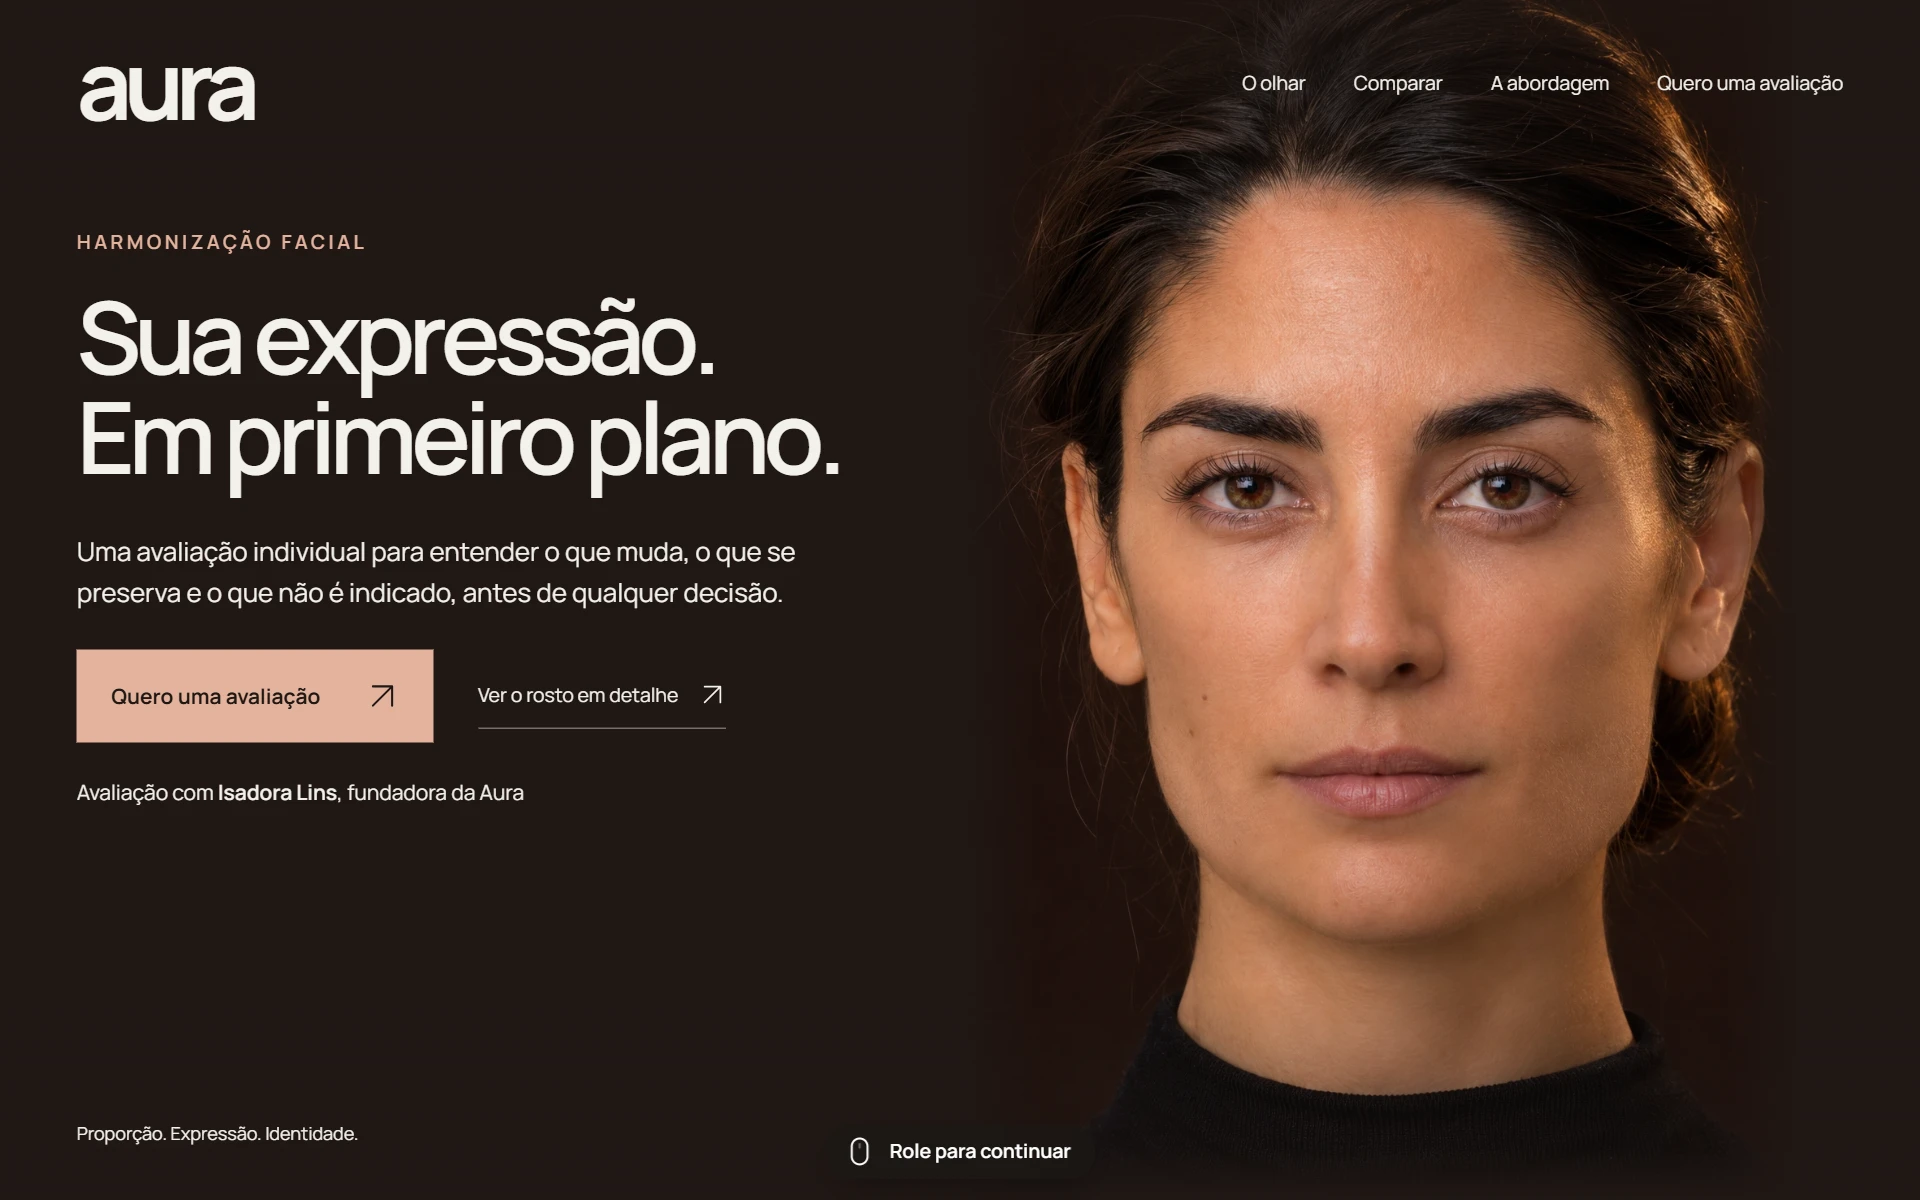 aura
O olhar
Comparar
A abordagem
Quero uma avaliação
HARMONIZAÇÃO FACIAL
Sua expressão.
Em primeiro plano.
Uma avaliação individual para entender o que muda, o que se
preserva e o que não é indicado, antes de qualquer decisão.
Quero uma avaliação
Ver o rosto em detalhe
Avaliação com Isadora Lins, fundadora da Aura
Proporção. Expressão. Identidade.
Role para continuar